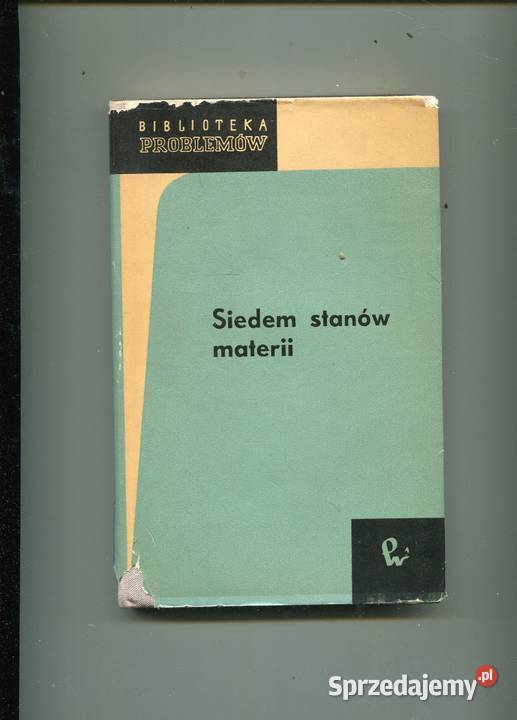 BIBLIOTEKA
PROBLEMÓW
Siedem stanów
materii
Sprzedajemy.pl